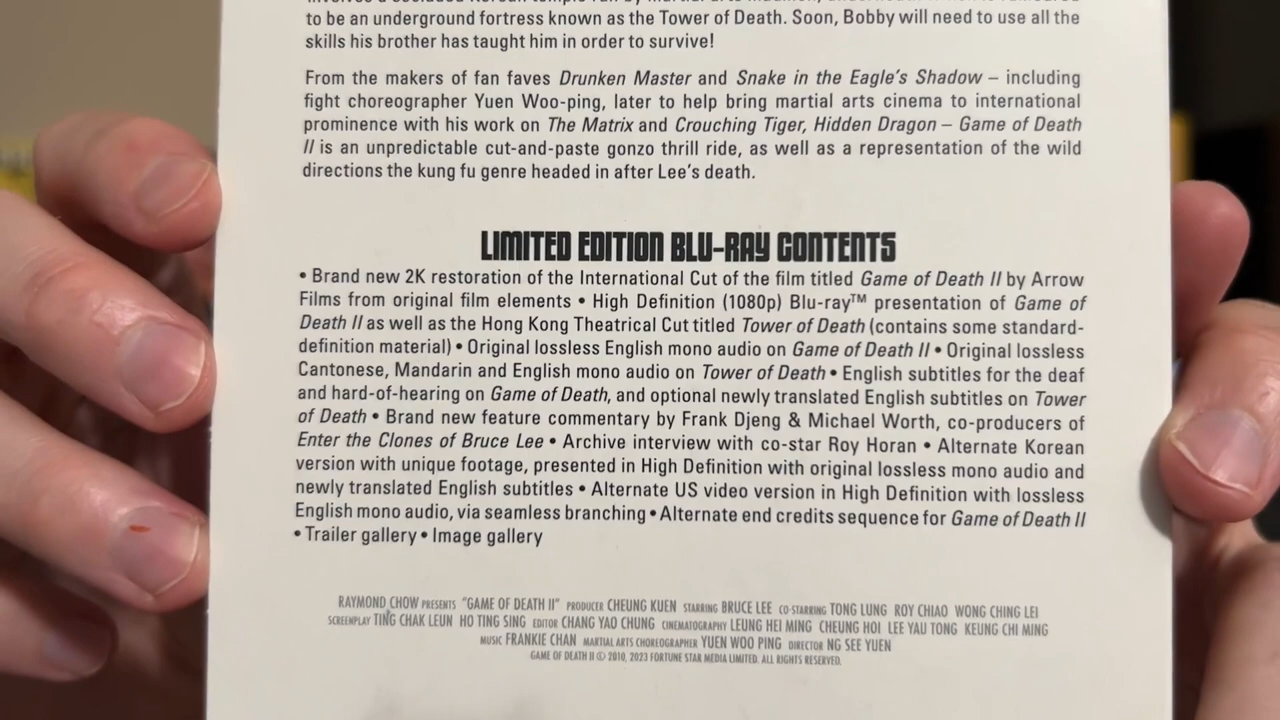 to be an underground fortress known as the Tower of Death. Soon, Bobby will need to use all the
skills his brother has taught him in order to survive!
From the makers of fan faves Drunken Master and Snake in the Eagle's Shadow – including
fight choreographer Yuen Woo-ping, later to help bring martial arts cinema to international
prominence with his work on The Matrix and Crouching Tiger, Hidden Dragon – Game of Death
II is an unpredictable cut-and-paste gonzo thrill ride, as well as a representation of the wild
directions the kung fu genre headed in after Lee's death.
LIMITED EDITION BLU-RAY CONTENTS
• Brand new 2K restoration of the International Cut of the film titled Game of Death II by Arrow
Films from original film elements • High Definition (1080p) Blu-ray™ presentation of Game of
Death II as well as the Hong Kong Theatrical Cut titled Tower of Death (contains some standard-
definition material) • Original lossless English mono audio on Game of Death II • Original lossless
Cantonese, Mandarin and English mono audio on Tower of Death • English subtitles for the deaf
and hard-of-hearing on Game of Death, and optional newly translated English subtitles on Tower
of Death • Brand new feature commentary by Frank Djeng & Michael Worth, co-producers of
Enter the Clones of Bruce Lee • Archive interview with co-star Roy Horan • Alternate Korean
version with unique footage, presented in High Definition with original lossless mono audio and
newly translated English subtitles • Alternate US video version in High Definition with lossless
English mono audio, via seamless branching • Alternate end credits sequence for Game of Death II
• Trailer gallery • Image gallery
RAYMOND CHOW PRESENTS "GAME OF DEATH II" PRODUCER CHEUNG KUEN STARRING BRUCE LEE CO-STARRING TONG LUNG ROY CHIAO WONG CHING LEI
SCREENPLAY TING CHAK LEUN HO TING SING EDITOR CHANG YAO CHUNG CINEMATOGRAPHY LEUNG HEI MING CHEUNG HOI LEE YAU TONG KEUNG CHI MING
MUSIC FRANKIE CHAN MARTIAL ARTS CHOREOGRAPHER YUEN WOO PING DIRECTOR NG SEE YUEN
GAME OF DEATH II © 2010, 2023 FORTUNE STAR MEDIA LIMITED. ALL RIGHTS RESERVED.